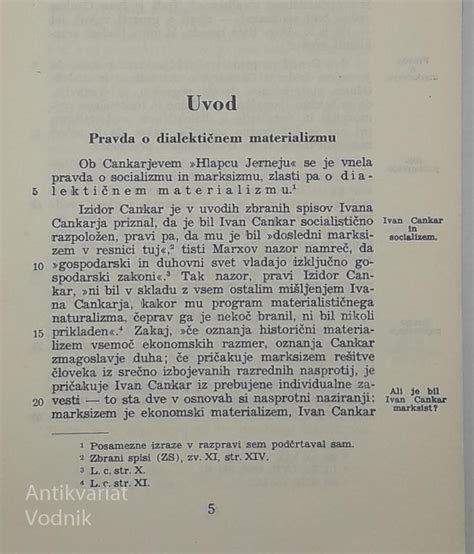 Uvod
Pravda o dialektičnem materializmu
Ob Cankarjevem »Hlapcu Jerneju« se je vnela
pravda o socializmu in marksizmu, zlasti pa o dia-
5 lektičnem materializmu.¹
Izidor Cankar je v uvodih zbranih spisov Ivana
Cankarja priznal, da je bil Ivan Cankar socialistično
razpoložen, pravi pa, da mu je bil »dosledni marksi-
zem v resnici tuj«,² tisti Marxov nazor namreč, da
10 »gospodarski in duhovni svet vladajo izključno go-
spodarski zakoni«.³ Tak nazor, pravi Izidor Can-
kar, »ni bil v skladu z vsem ostalim mišljenjem Iva-
na Cankarja, kakor mu program materialističnega
naturalizma, čeprav ga je nekoč branil, ni bil nikoli
15 prikladen«.⁴ Zakaj, »če oznanja historični materia-
lizem vsemoč ekonomskih razmer, oznanja Cankar
zmagoslavje duha; če pričakuje marksizem rešitve
človeka iz srečno izbojevanih razrednih nasprotij, je
pričakuje Ivan Cankar iz prebujene individualne za-
20 vesti — to sta dve v osnovah si nasprotni naziranji:
marksizem je ekonomski materializem, Ivan Cankar
Ivan Cankar
in
socializem.
Ali je bil
Ivan Cankar
marksist?
¹ Posamezne izraze v razpravi sem podčrtaval sam.
² Zbrani spisi (ZS), zv. XI, str. XIV.
³ L. c. str. X.
⁴ L. c. str. XI.
5
Antikvariat
Vodnik